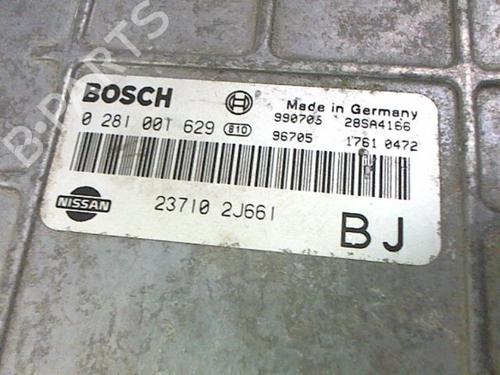 BOSCH
Made in Germany
0 281 001 629 810
990705 28SA4166
96705 1761 0472
NISSAN
23710 2J661
BJ
B-PARTS